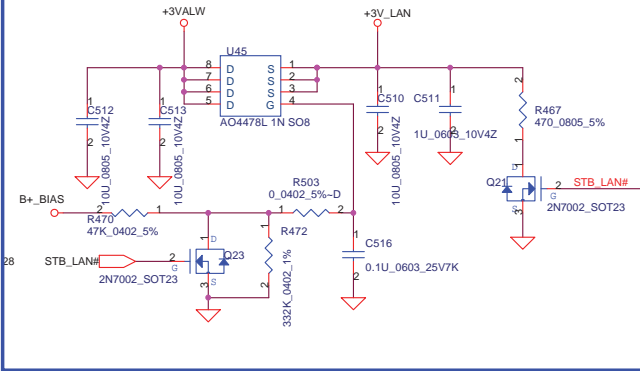 +3VALW
+3V_LAN
U45
8 D S 1
7 D S 2
6 D S 3
5 D G 4
AO4478L 1N SO8
1
C512
2
10U_0805_10V4Z
1
C513
2
10U_0805_10V4Z
1
C510
2
10U_0805_10V4Z
C511
1
2
1U_0603_10V4Z
2
R467
470_0805_5%
1
Q21
D
1
S
3
G
2
STB_LAN#
2N7002_SOT23
B+_BIAS
2
R470
1
47K_0402_5%
R503
0_0402_5%~D
1
2
28
STB_LAN#
2
G
1
D
Q23
3
S
2N7002_SOT23
1
R472
2
332K_0402_1%
1
C516
2
0.1U_0603_25V7K